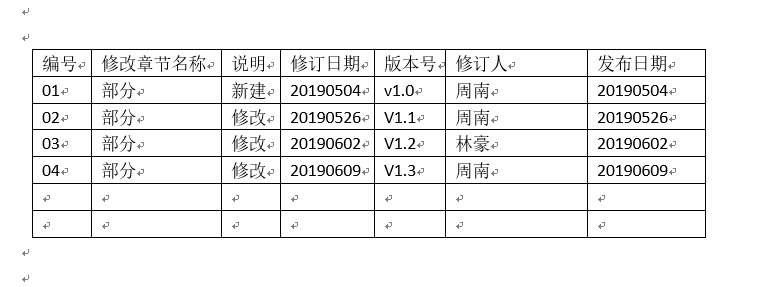 编号 修改章节名称 说明 修订日期 版本号 修订人 发布日期
01 部分 新建 20190504 v1.0 周南 20190504
02 部分 修改 20190526 V1.1 周南 20190526
03 部分 修改 20190602 V1.2 林豪 20190602
04 部分 修改 20190609 V1.3 周南 20190609